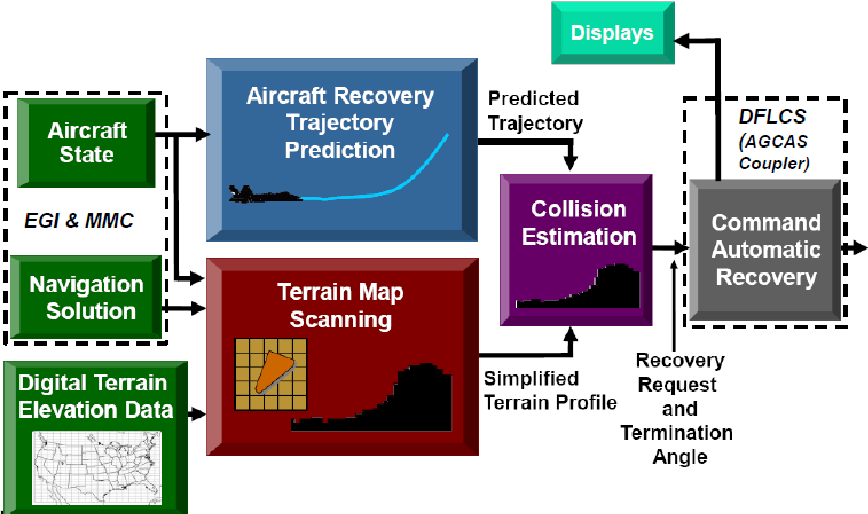 Displays
Aircraft Recovery
Trajectory
Prediction
Predicted
Trajectory
DFLCS
(AGCAS
Coupler)
Aircraft
State
EGI & MMC
Navigation
Solution
Collision
Estimation
Command
Automatic
Recovery
Terrain Map
Scanning
Digital Terrain
Elevation Data
Simplified
Terrain Profile
Recovery
Request
and
Termination
Angle